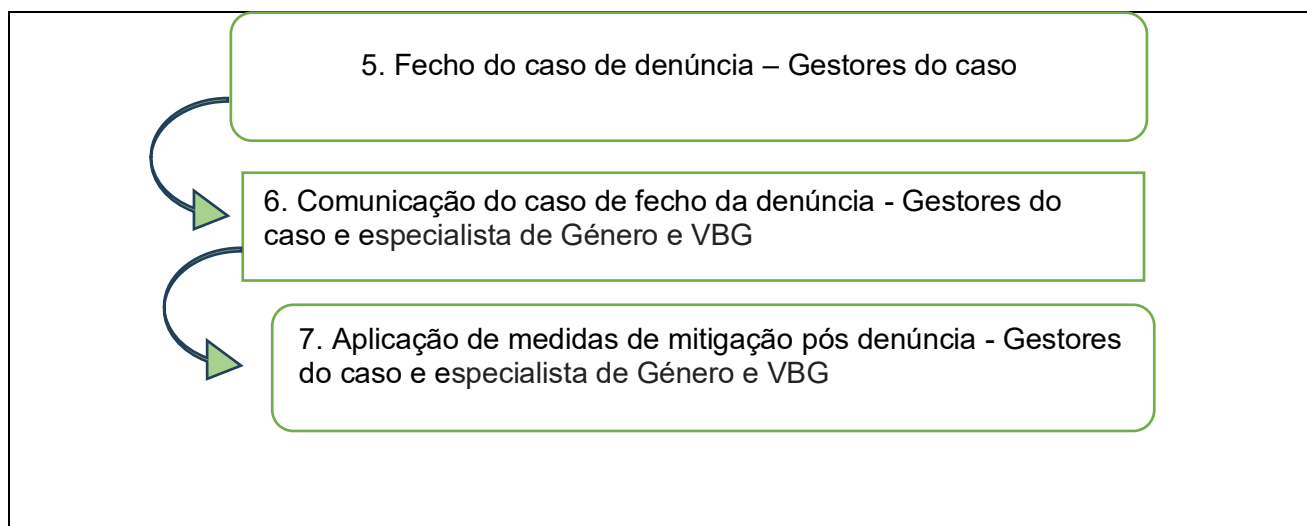 5. Fecho do caso de denúncia – Gestores do caso
6. Comunicação do caso de fecho da denúncia - Gestores do
caso e especialista de Género e VBG
7. Aplicação de medidas de mitigação pós denúncia - Gestores
do caso e especialista de Género e VBG